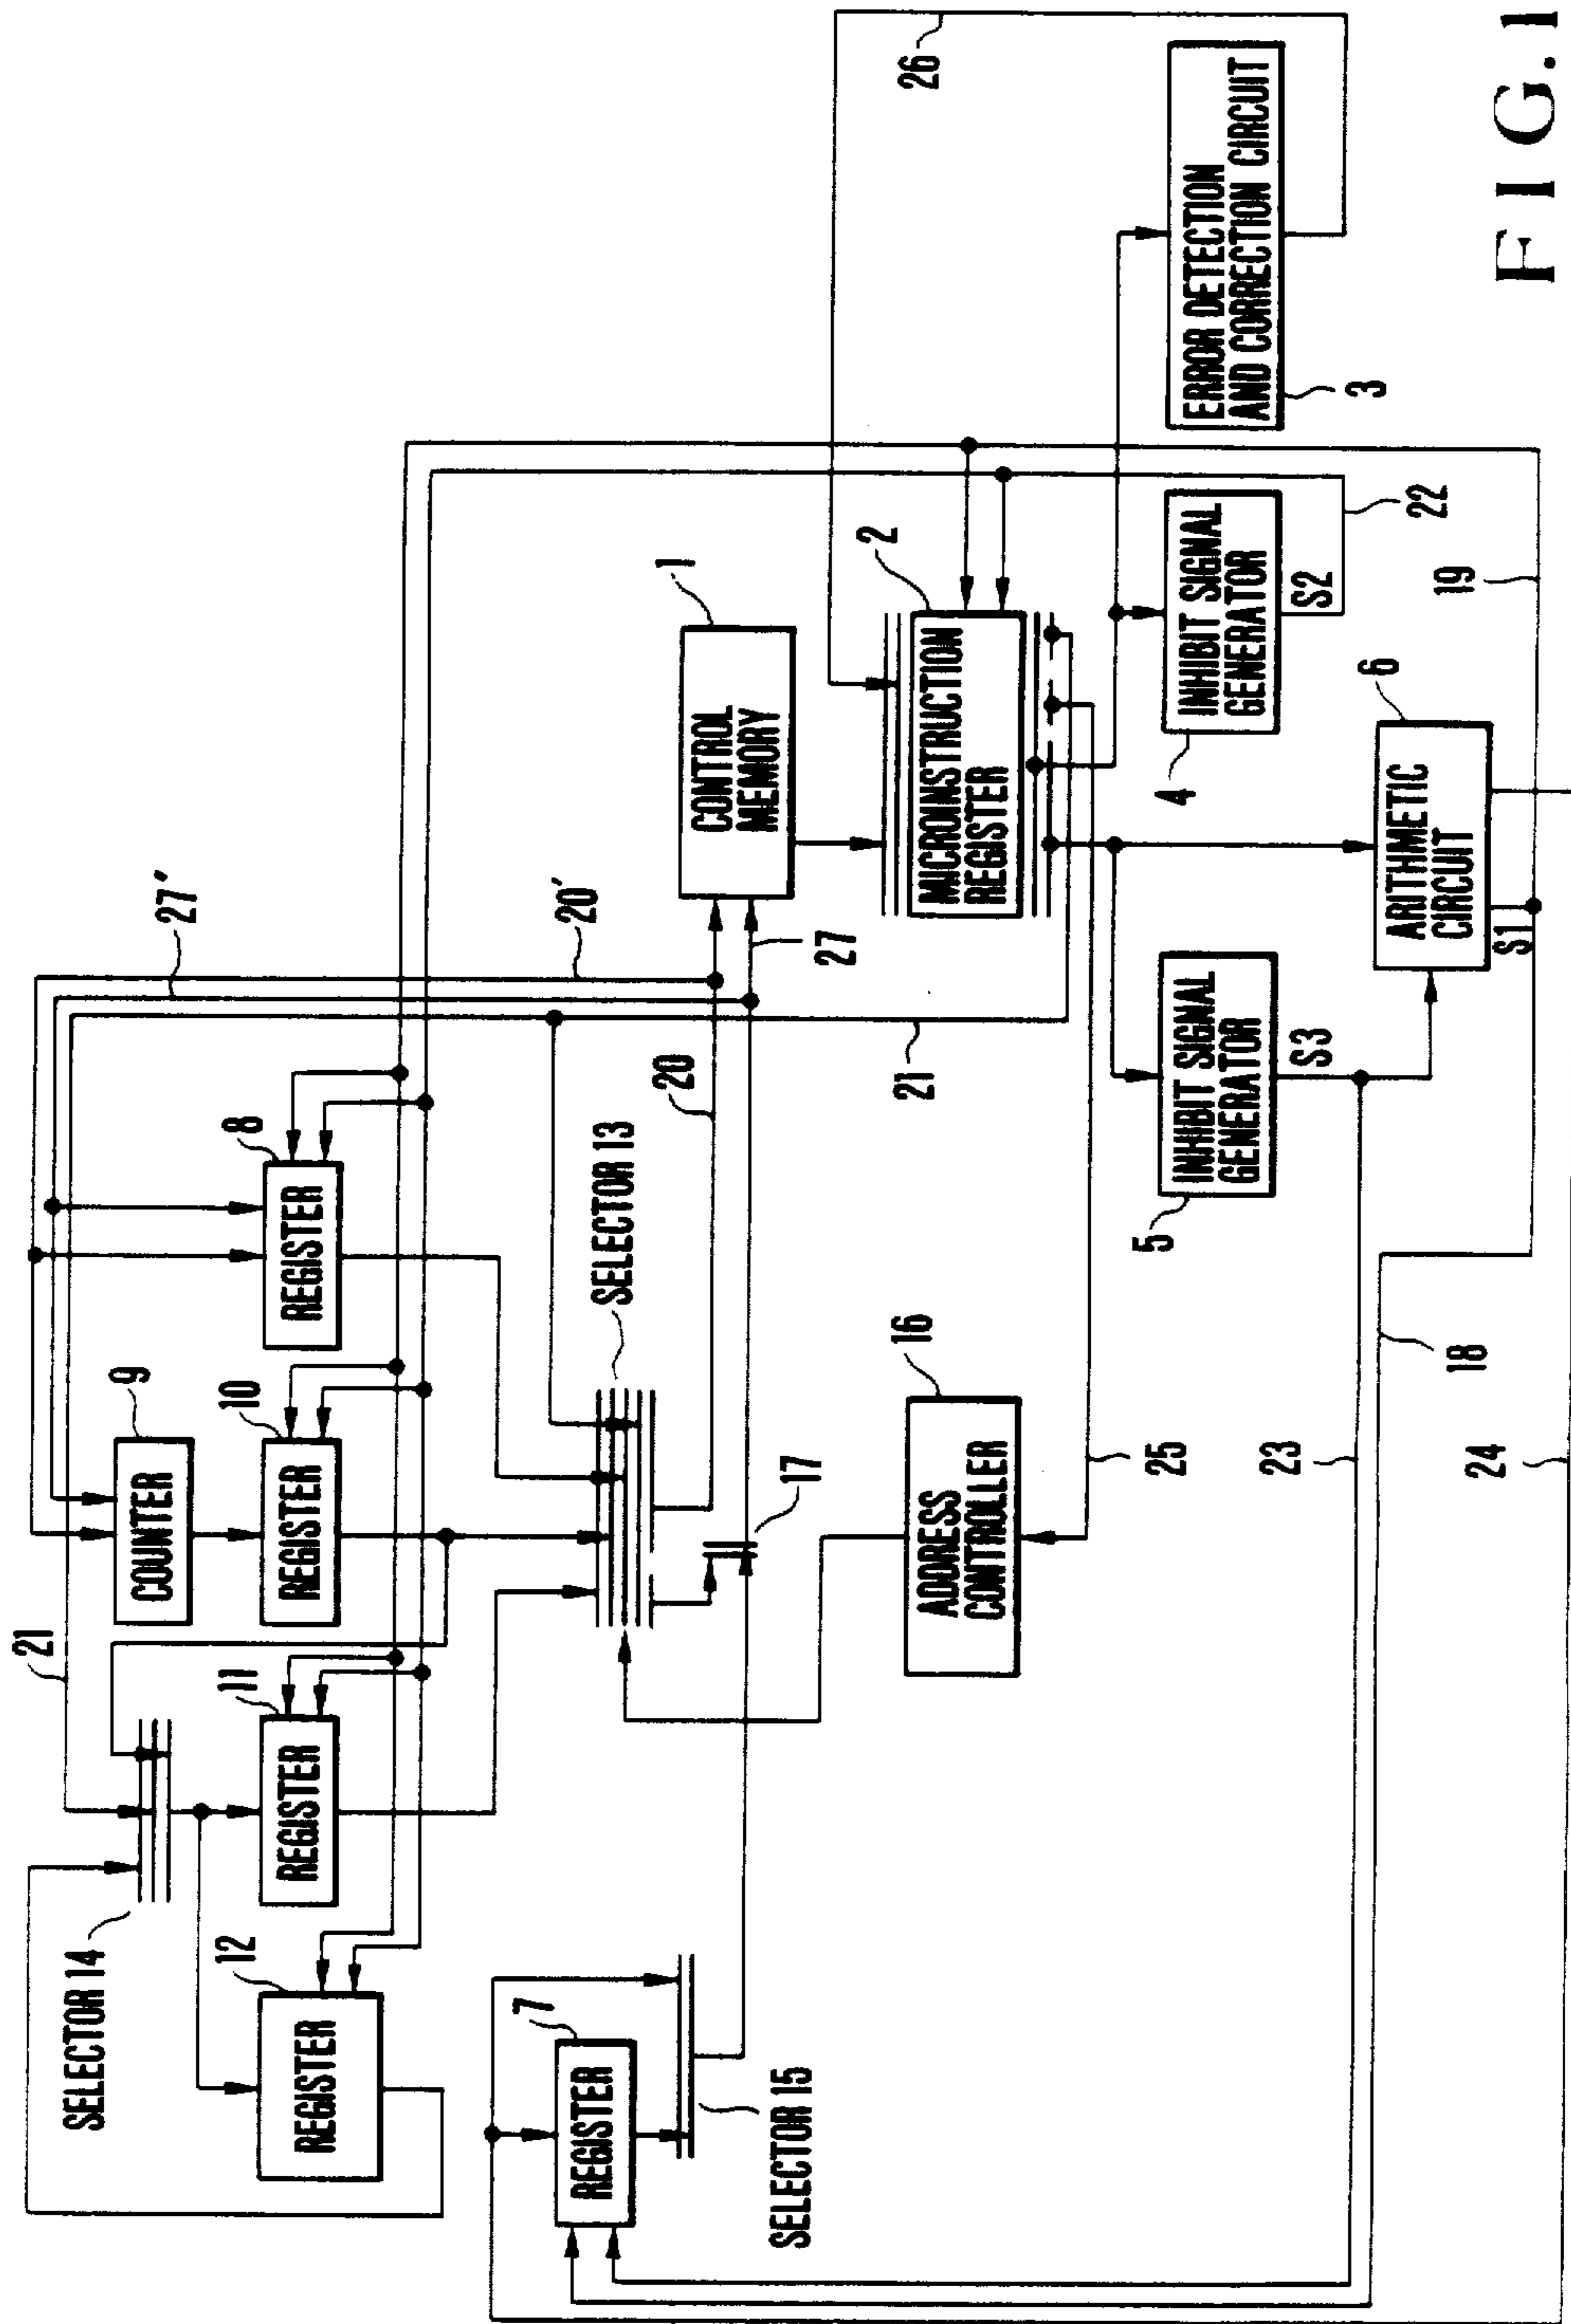 21
SELECTOR 14
12
REGISTER
11
REGISTER
9
COUNTER
10
REGISTER
8
REGISTER
27"
20'
7
REGISTER
SELECTOR 15
SELECTOR 13
17
20
27
1
CONTROL
MEMORY
26
16
ADDRESS
CONTROLLER
21
2
MICROINSTRUCTION
REGISTER
25
5
INHIBIT SIGNAL
GENERATOR
S3
4
INHIBIT SIGNAL
GENERATOR
S2
22
3
ERROR DETECTION
AND CORRECTION CIRCUIT
23
18
24
6
ARITHMETIC
CIRCUIT
S1
19
FIG.1